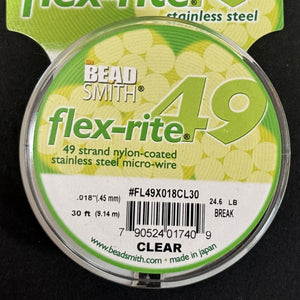 flex-rite®
stainless steel
THE
BEAD
SMITH®
49
flex-rite®
49 strand nylon-coated
stainless steel micro-wire
#FL49X018CL30
.018" (.45 mm)
24.6 LB
30 ft (9.14 m)
BREAK
7 90524 01740 9
CLEAR
www.beadsmith.com • made in japan